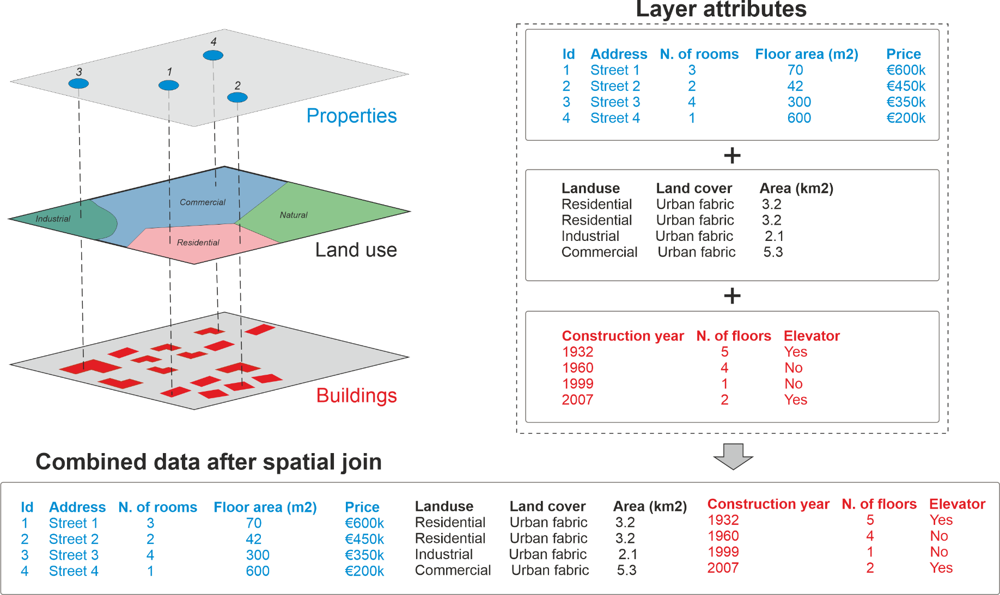 Layer attributes
4
3
1
2
Properties
Id Address N. of rooms Floor area (m2) Price
1 Street 1 3 70 €600k
2 Street 2 2 42 €450k
3 Street 3 4 300 €350k
4 Street 4 1 600 €200k
+
Commercial
Industrial
Natural
Residential
Land use
Landuse Land cover Area (km2)
Residential Urban fabric 3.2
Residential Urban fabric 3.2
Industrial Urban fabric 2.1
Commercial Urban fabric 5.3
+
Buildings
Construction year N. of floors Elevator
1932 5 Yes
1960 4 No
1999 1 No
2007 2 Yes
Combined data after spatial join
Id Address N. of rooms Floor area (m2) Price Landuse Land cover Area (km2) Construction year N. of floors Elevator
1 Street 1 3 70 €600k Residential Urban fabric 3.2 1932 5 Yes
2 Street 2 2 42 €450k Residential Urban fabric 3.2 1960 4 No
3 Street 3 4 300 €350k Industrial Urban fabric 2.1 1999 1 No
4 Street 4 1 600 €200k Commercial Urban fabric 5.3 2007 2 Yes